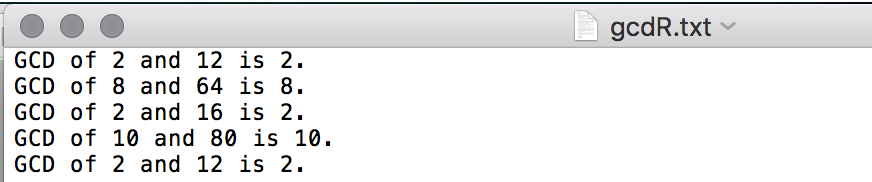 gcdR.txt
GCD of 2 and 12 is 2.
GCD of 8 and 64 is 8.
GCD of 2 and 16 is 2.
GCD of 10 and 80 is 10.
GCD of 2 and 12 is 2.